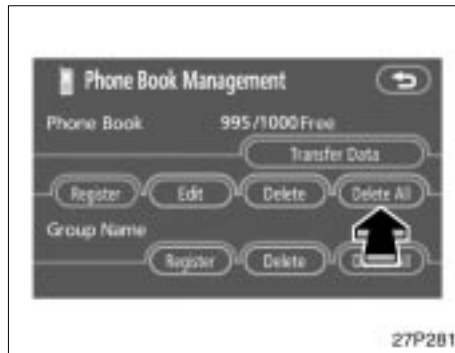 Phone Book Management
Phone Book 995/1000 Free
Transfer Data
Register Edit Delete Delete All
Group Name
Register Delete
27P281